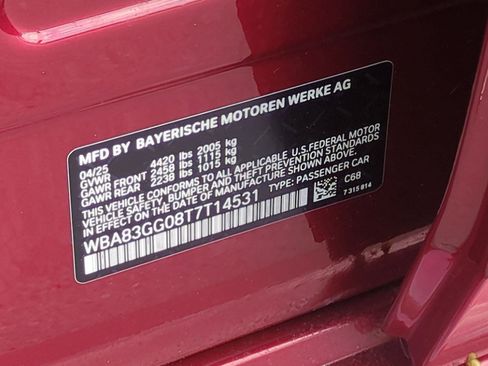 MFD BY BAYERISCHE MOTOREN WERKE AG
04/25
GVWR 4420 lbs 2005 kg
GAWR FRONT 2458 lbs 1115 kg
GAWR REAR 2238 lbs 1015 kg
THIS VEHICLE CONFORMS TO ALL APPLICABLE U.S.FEDERAL MOTOR
VEHICLE SAFETY AND THEFT PREVENTION STANDARDS IN
EFFECT ON THE DATE OF MANUFACTURE SHOWN ABOVE.
WBA83GG08T7T14531 TYPE: PASSENGER CAR
C68
7 315 814